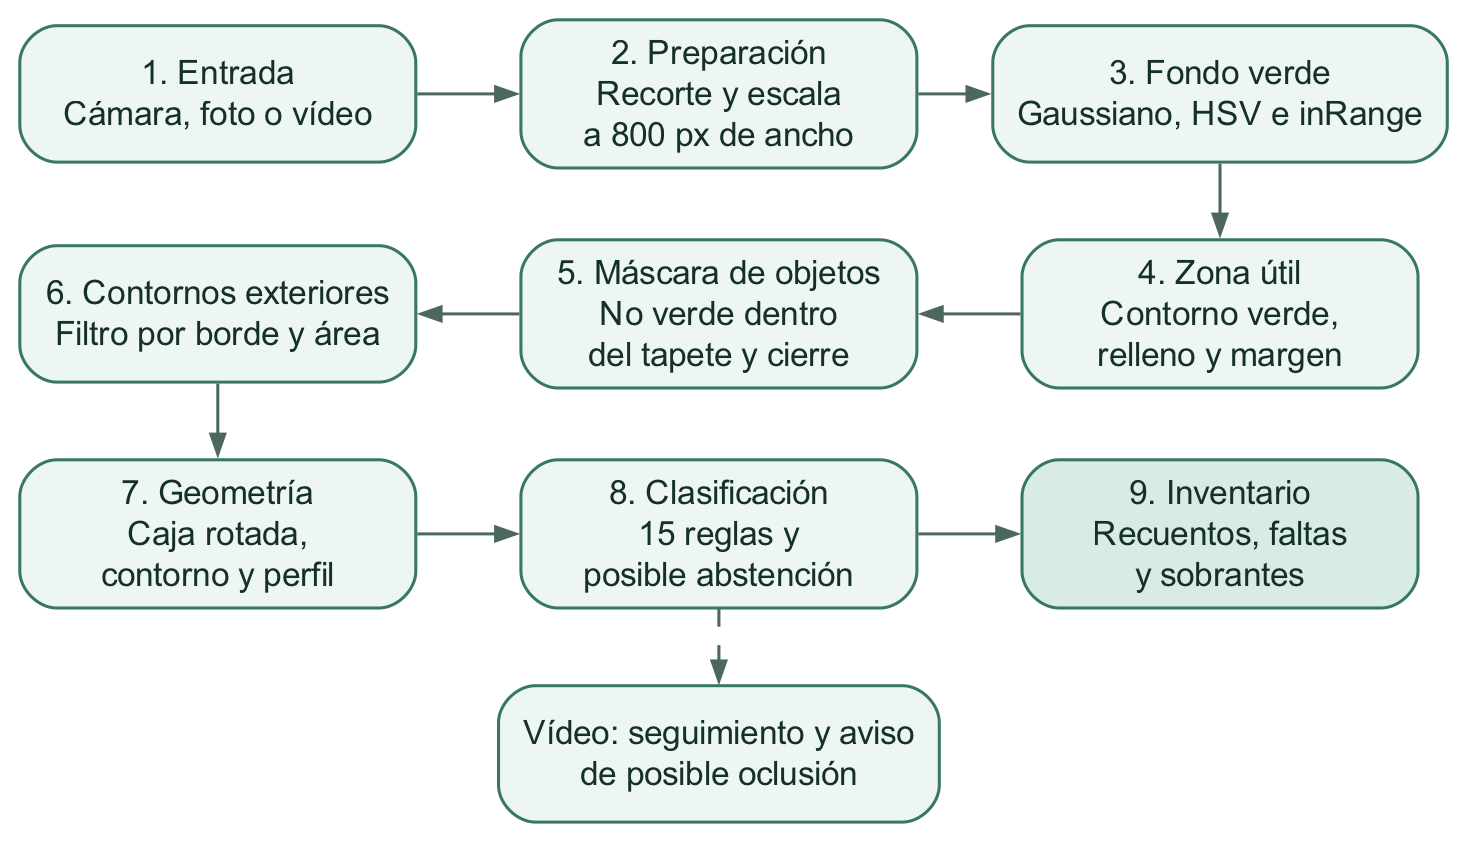 1. Entrada
Cámara, foto o vídeo
2. Preparación
Recorte y escala
a 800 px de ancho
3. Fondo verde
Gaussiano, HSV e inRange
4. Zona útil
Contorno verde,
relleno y margen
5. Máscara de objetos
No verde dentro
del tapete y cierre
6. Contornos exteriores
Filtro por borde y área
7. Geometría
Caja rotada,
contorno y perfil
8. Clasificación
15 reglas y
posible abstención
9. Inventario
Recuentos, faltas
y sobrantes
Vídeo: seguimiento y aviso
de posible oclusión